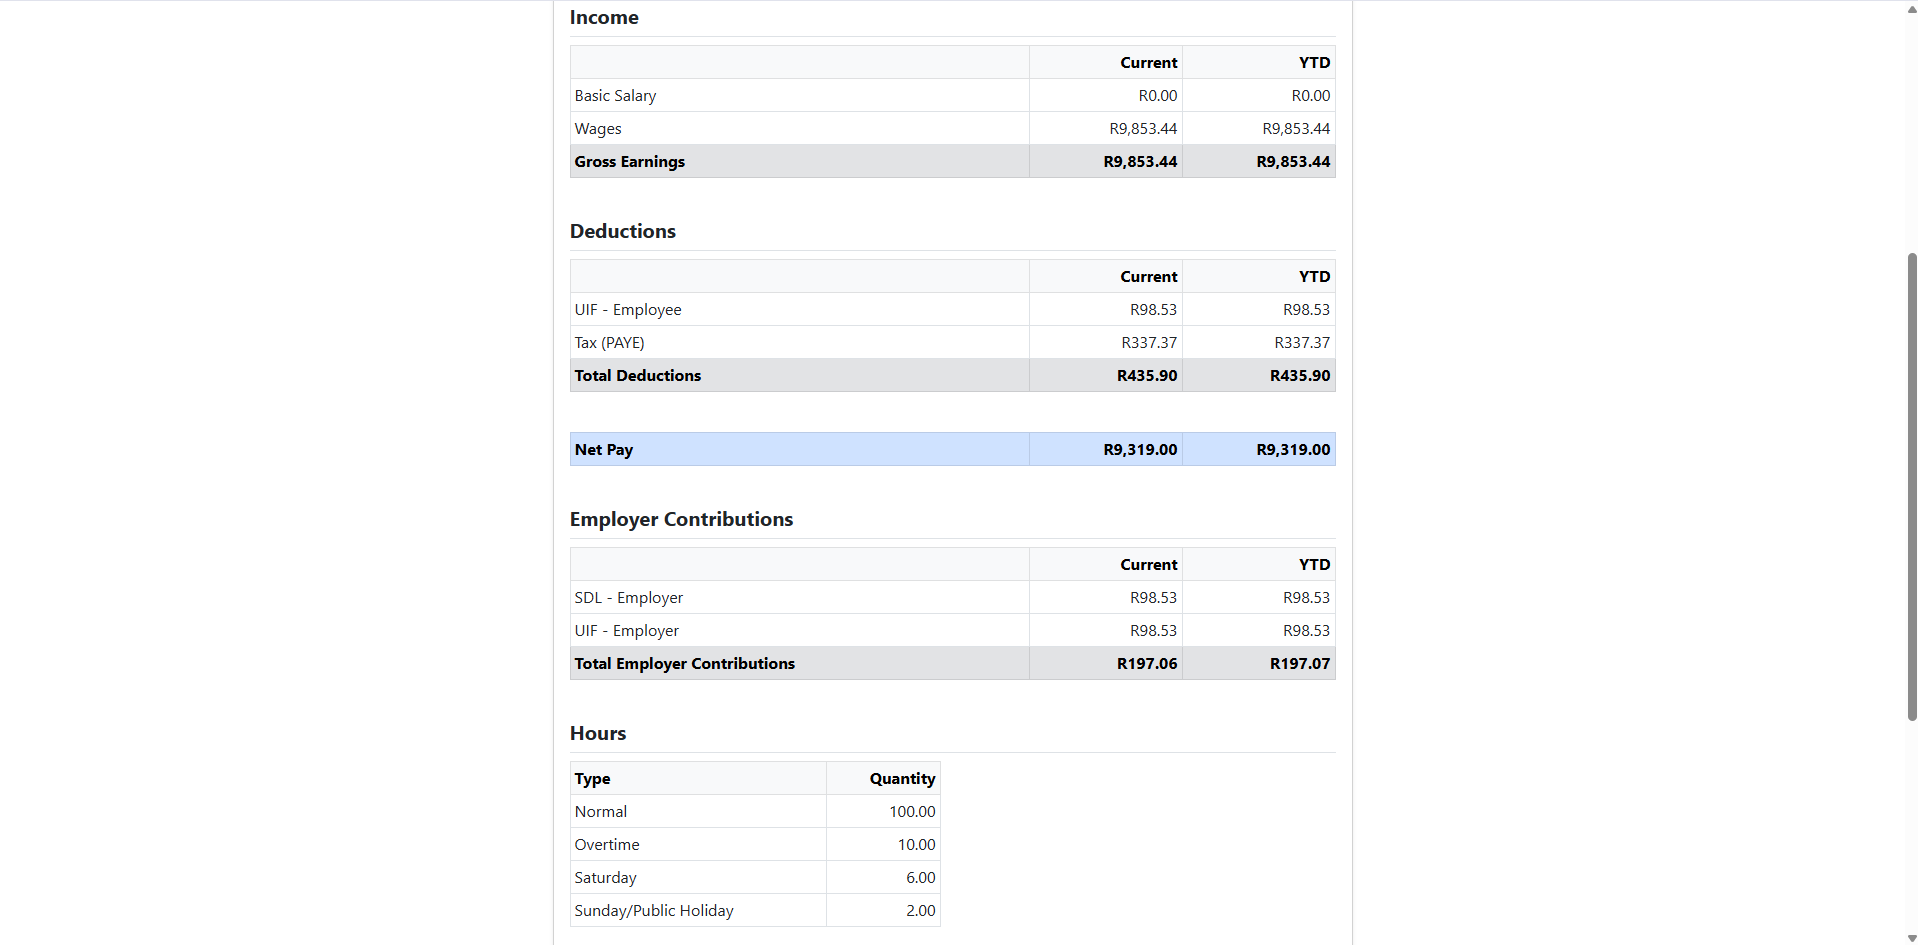 Income
Current YTD
Basic Salary R0.00 R0.00
Wages R9,853.44 R9,853.44
Gross Earnings R9,853.44 R9,853.44
Deductions
Current YTD
UIF - Employee R98.53 R98.53
Tax (PAYE) R337.37 R337.37
Total Deductions R435.90 R435.90
Net Pay R9,319.00 R9,319.00
Employer Contributions
Current YTD
SDL - Employer R98.53 R98.53
UIF - Employer R98.53 R98.53
Total Employer Contributions R197.06 R197.07
Hours
Type Quantity
Normal 100.00
Overtime 10.00
Saturday 6.00
Sunday/Public Holiday 2.00